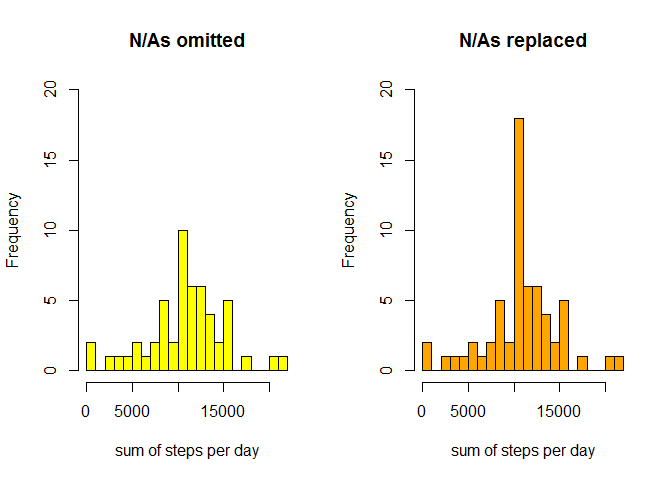 N/As omitted
20
15
10
5
0
Frequency
0 5000 15000
sum of steps per day
N/As replaced
20
15
10
5
0
Frequency
0 5000 15000
sum of steps per day